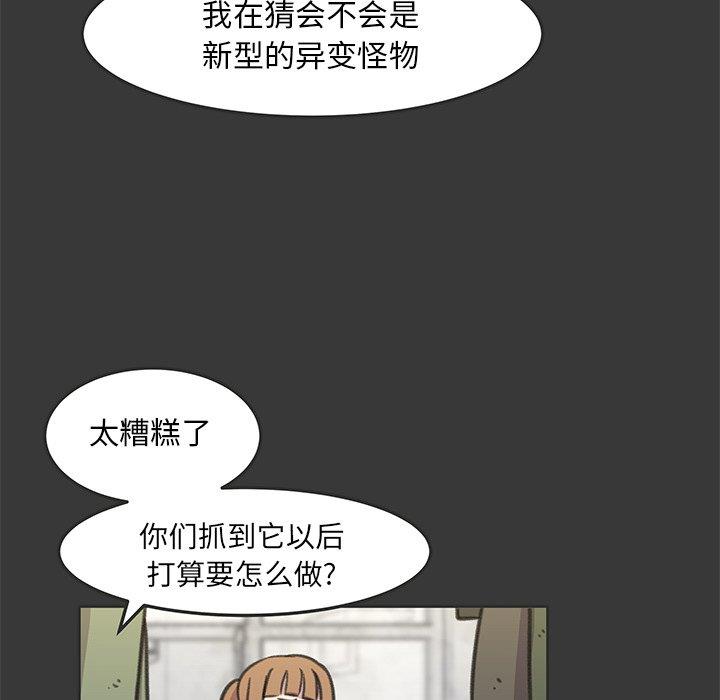 我在猜会不会是
新型的异变怪物
太糟糕了
你们抓到它以后
打算要怎么做?